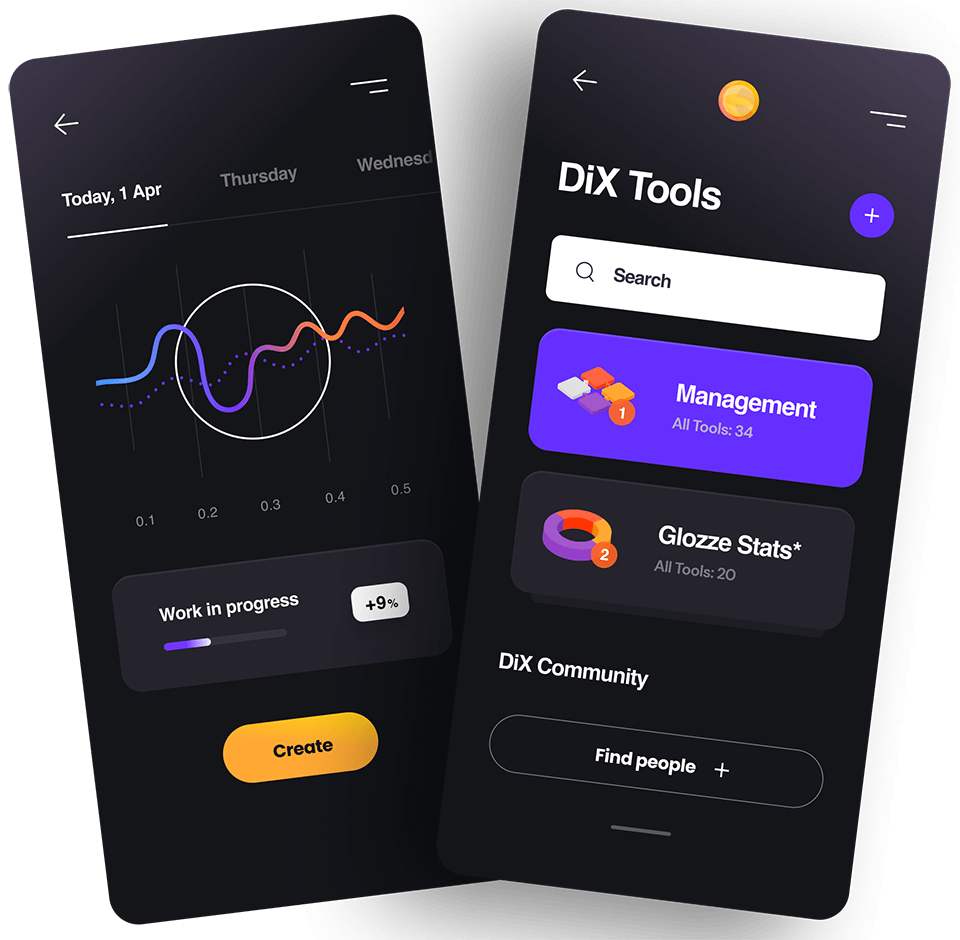 Today, 1 Apr
Thursday
Wednesd
0.1
0.2
0.3
0.4
0.5
Work in progress
+9%
Create
DiX Tools
Search
Management
All Tools: 34
1
Glozze Stats*
All Tools: 20
2
DiX Community
Find people +